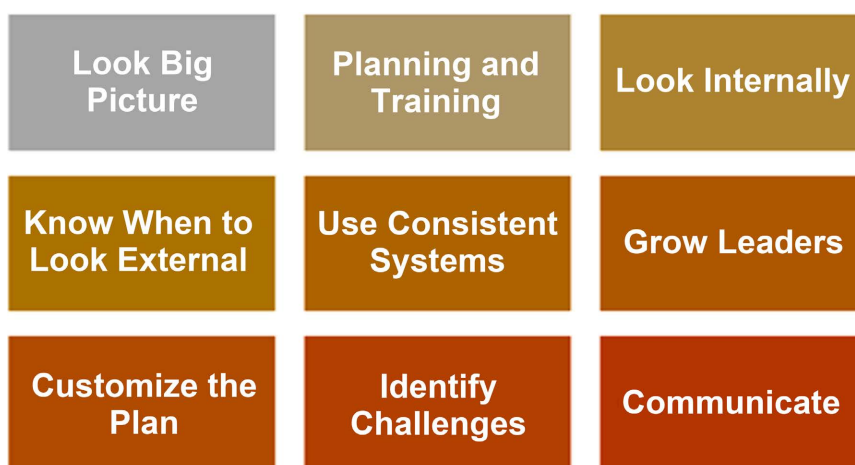 Look Big
Picture
Planning and
Training
Look Internally
Know When to
Look External
Use Consistent
Systems
Grow Leaders
Customize the
Plan
Identify
Challenges
Communicate